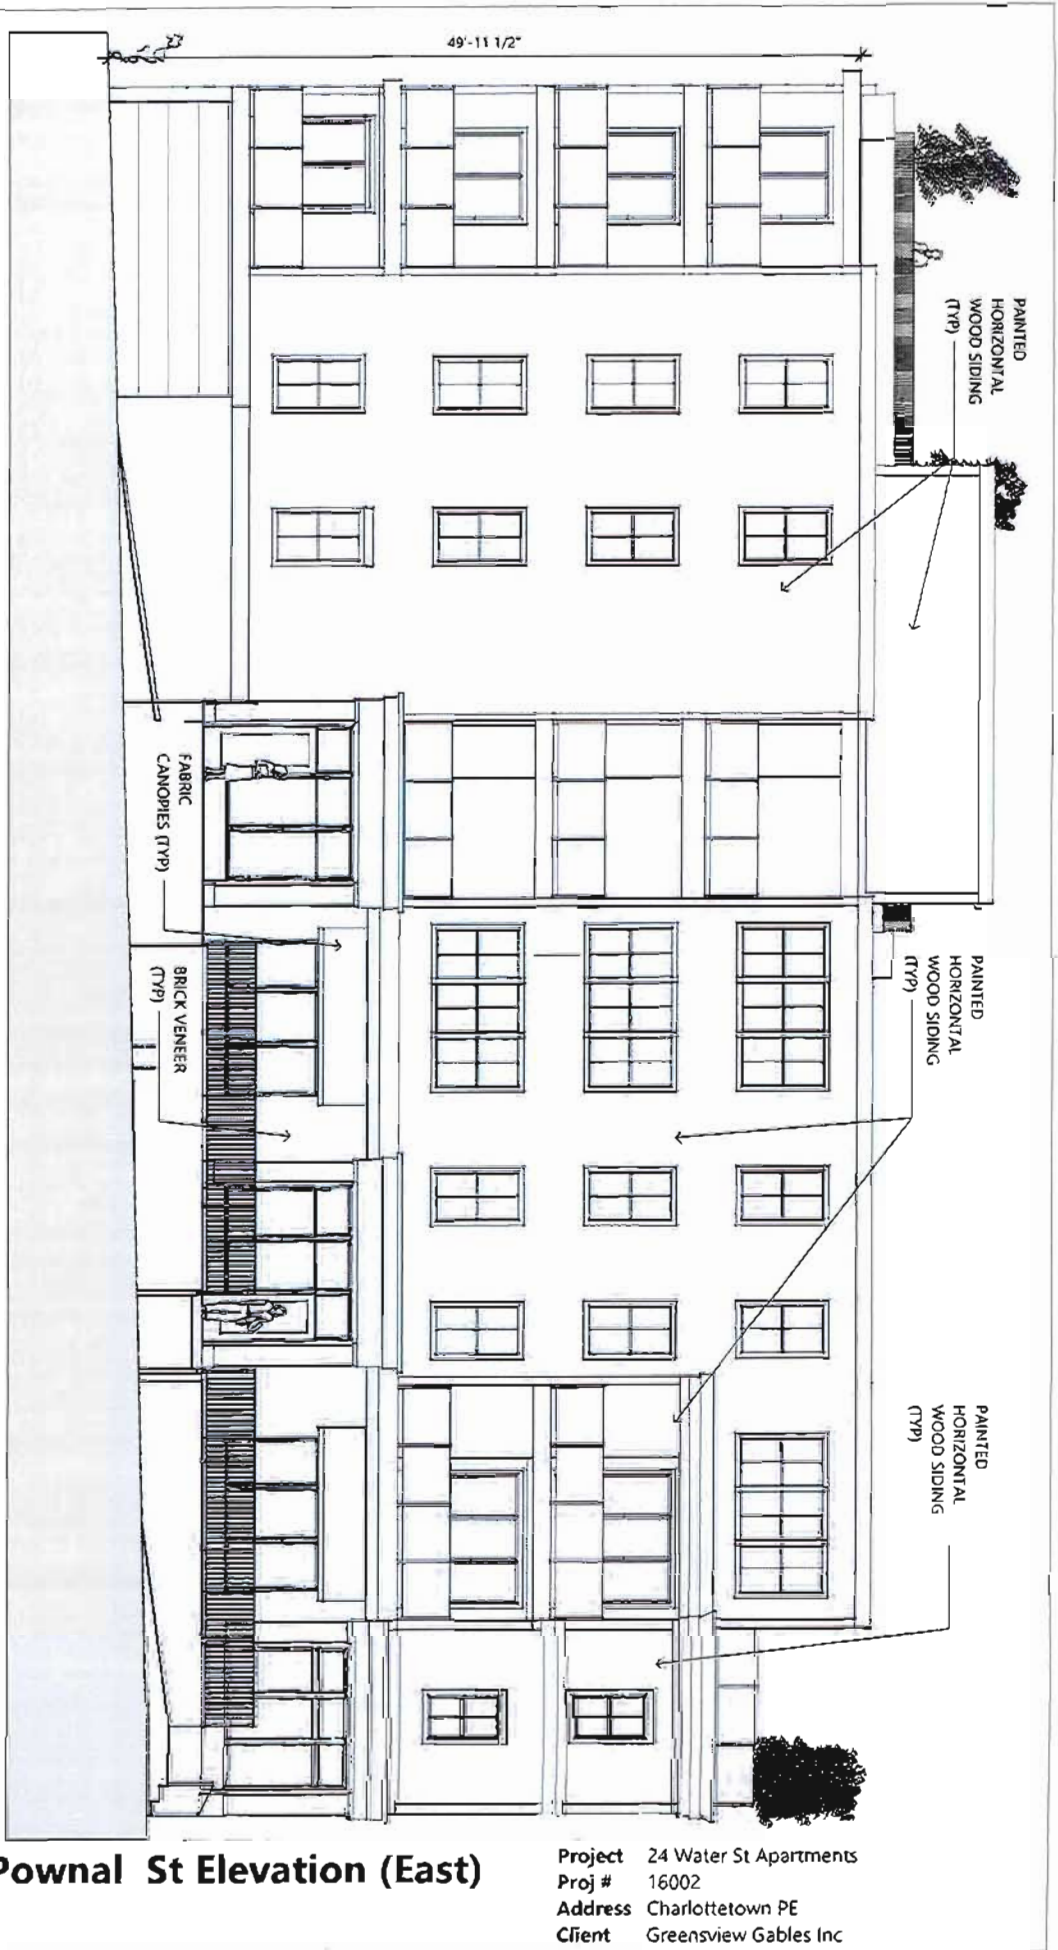 49'-11 1/2"
PAINTED
HORIZONTAL
WOOD SIDING
(TYP)
FABRIC
CANOPIES (TYP)
BRICK VENEER
(TYP)
PAINTED
HORIZONTAL
WOOD SIDING
(TYP)
PAINTED
HORIZONTAL
WOOD SIDING
(TYP)
Pownal St Elevation (East)
Project 24 Water St Apartments
Proj # 16002
Address Charlottetown PE
Client Greensview Gables Inc